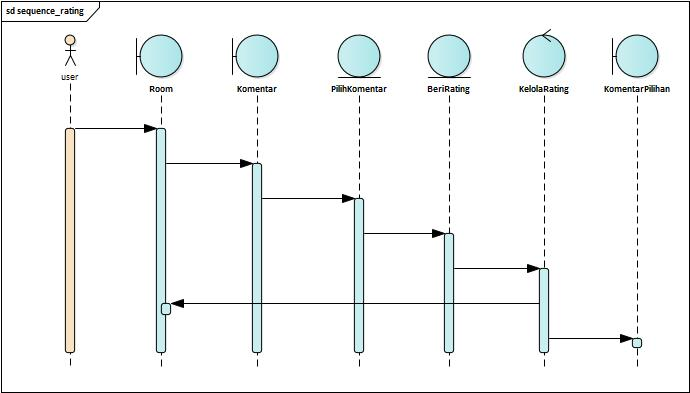 sd sequence_rating
user
Room
Komentar
PilihKomentar
BeriRating
KelolaRating
KomentarPilihan